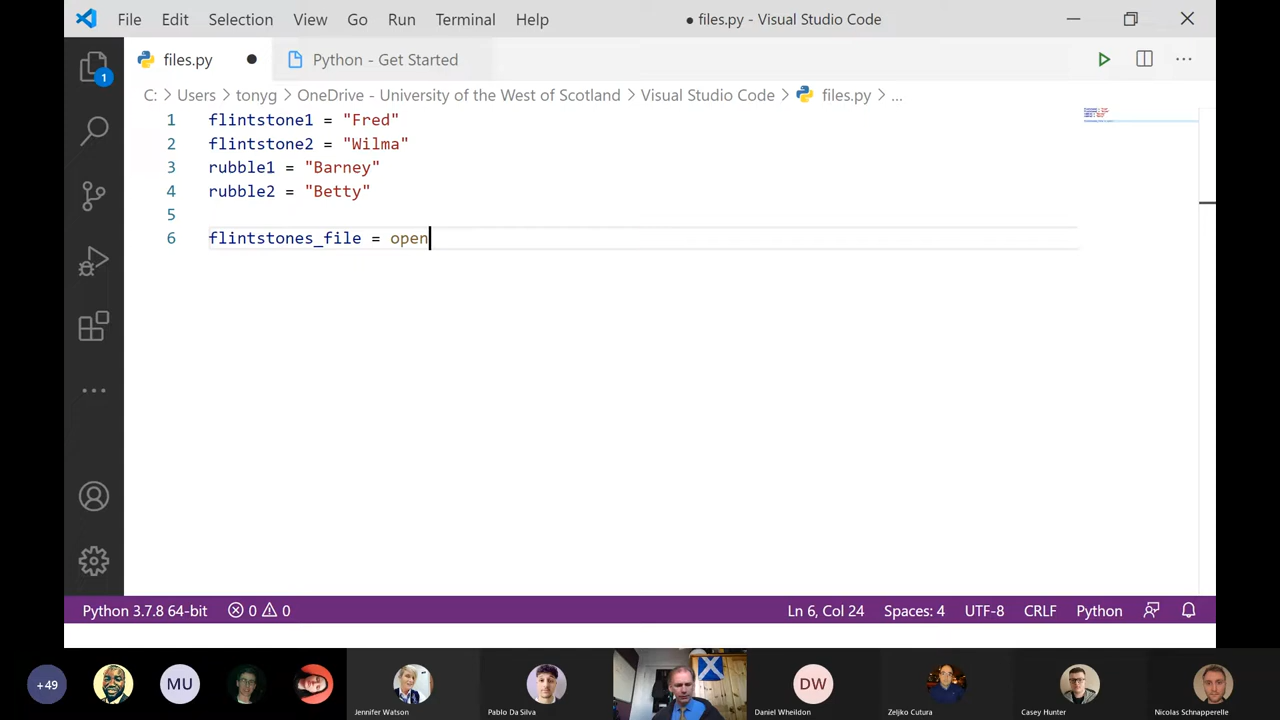 File Edit Selection View Go Run Terminal Help ● files.py - Visual Studio Code
files.py ● Python - Get Started
C: > Users > tonyg > OneDrive - University of the West of Scotland > Visual Studio Code > files.py > ...
1
1 flintstone1 = "Fred"
2 flintstone2 = "Wilma"
3 rubble1 = "Barney"
4 rubble2 = "Betty"
5
6 flintstones_file = open
Python 3.7.8 64-bit 0 0 Ln 6, Col 24 Spaces: 4 UTF-8 CRLF Python
+49 MU DW
Jennifer Watson Pablo Da Silva Daniel Wheildon Zeljko Cutura Casey Hunter Nicolas Schnapperelle